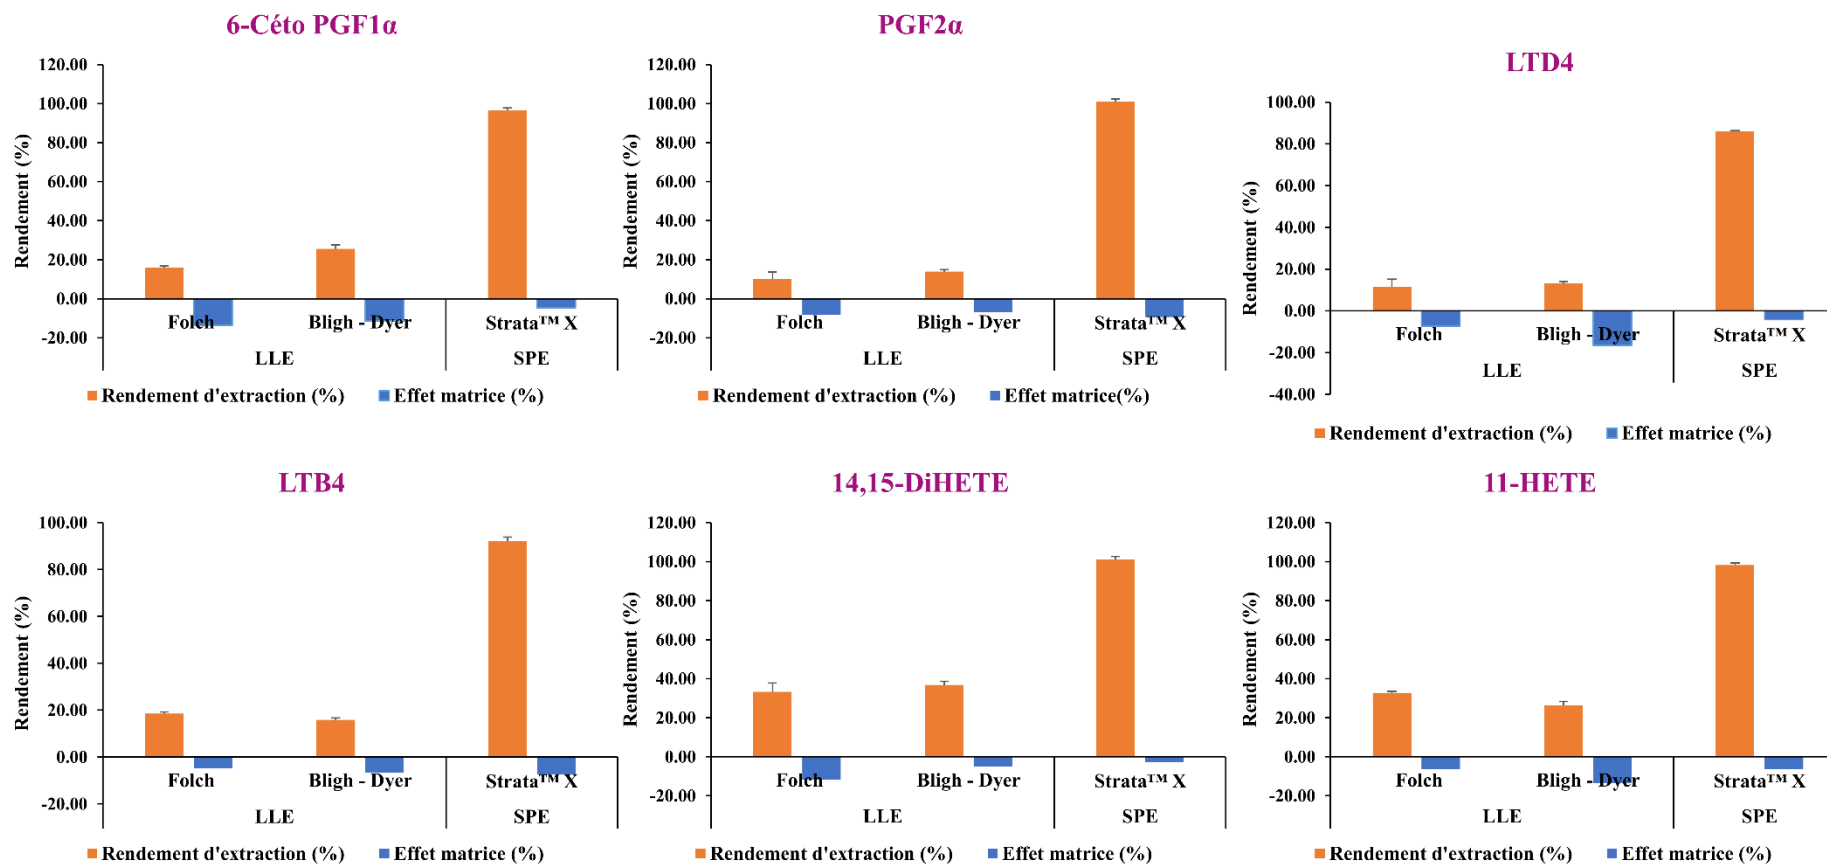 6-Céto PGF1α
Rendement (%)
120.00
100.00
80.00
60.00
40.00
20.00
0.00
-20.00
Folch
Bligh - Dyer
Strata™ X
LLE
SPE
Rendement d'extraction (%)
Effet matrice (%)
PGF2α
Rendement (%)
120.00
100.00
80.00
60.00
40.00
20.00
0.00
-20.00
Folch
Bligh - Dyer
Strata™ X
LLE
SPE
Rendement d'extraction (%)
Effet matrice(%)
LTD4
Rendement (%)
100.00
80.00
60.00
40.00
20.00
0.00
-20.00
-40.00
Folch
Bligh - Dyer
Strata™ X
LLE
SPE
Rendement d'extraction (%)
Effet matrice (%)
LTB4
Rendement (%)
100.00
80.00
60.00
40.00
20.00
0.00
-20.00
Folch
Bligh - Dyer
Strata™ X
LLE
SPE
Rendement d'extraction (%)
Effet matrice (%)
14,15-DiHETE
Rendement (%)
120.00
100.00
80.00
60.00
40.00
20.00
0.00
-20.00
Folch
Bligh - Dyer
Strata™ X
LLE
SPE
Rendement d'extraction (%)
Effet matrice (%)
11-HETE
Rendement (%)
120.00
100.00
80.00
60.00
40.00
20.00
0.00
-20.00
Folch
Bligh - Dyer
Strata™ X
LLE
SPE
Rendement d'extraction (%)
Effet matrice (%)